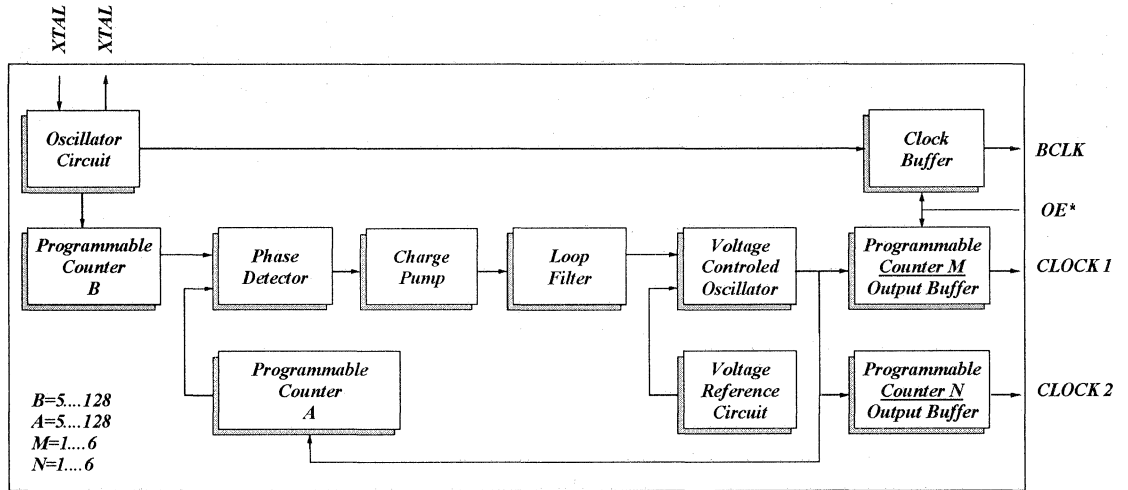 XTAL
XTAL
Oscillator
Circuit
Clock
Buffer
BCLK
OE*
Programmable
Counter
B
Phase
Detector
Charge
Pump
Loop
Filter
Voltage
Controled
Oscillator
Programmable
Counter M
Output Buffer
CLOCK 1
Programmable
Counter
A
Voltage
Reference
Circuit
Programmable
Counter N
Output Buffer
CLOCK 2
B=5....128
A=5....128
M=1....6
N=1....6